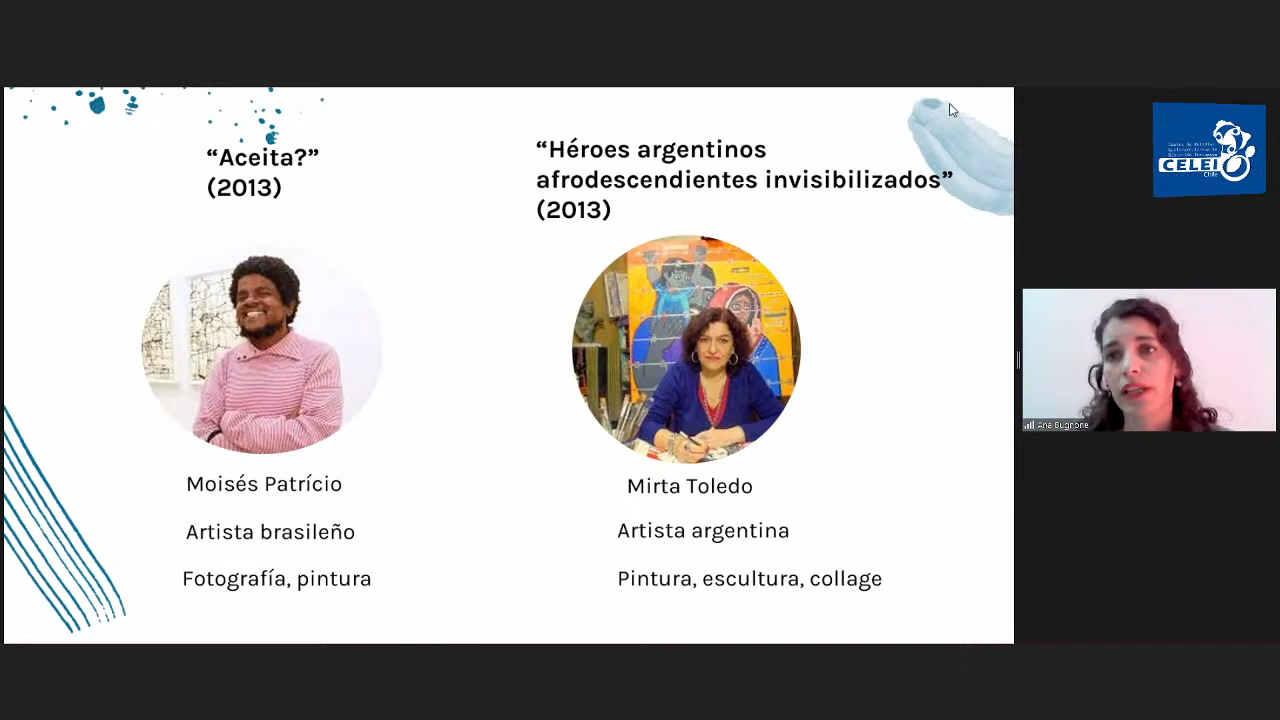 “Aceita?”
(2013)
“Héroes argentinos
afrodescendientes invisibilizados”
(2013)
Moisés Patrício
Artista brasileño
Fotografía, pintura
Mirta Toledo
Artista argentina
Pintura, escultura, collage
CELEI
Chile
Ana Bugnone